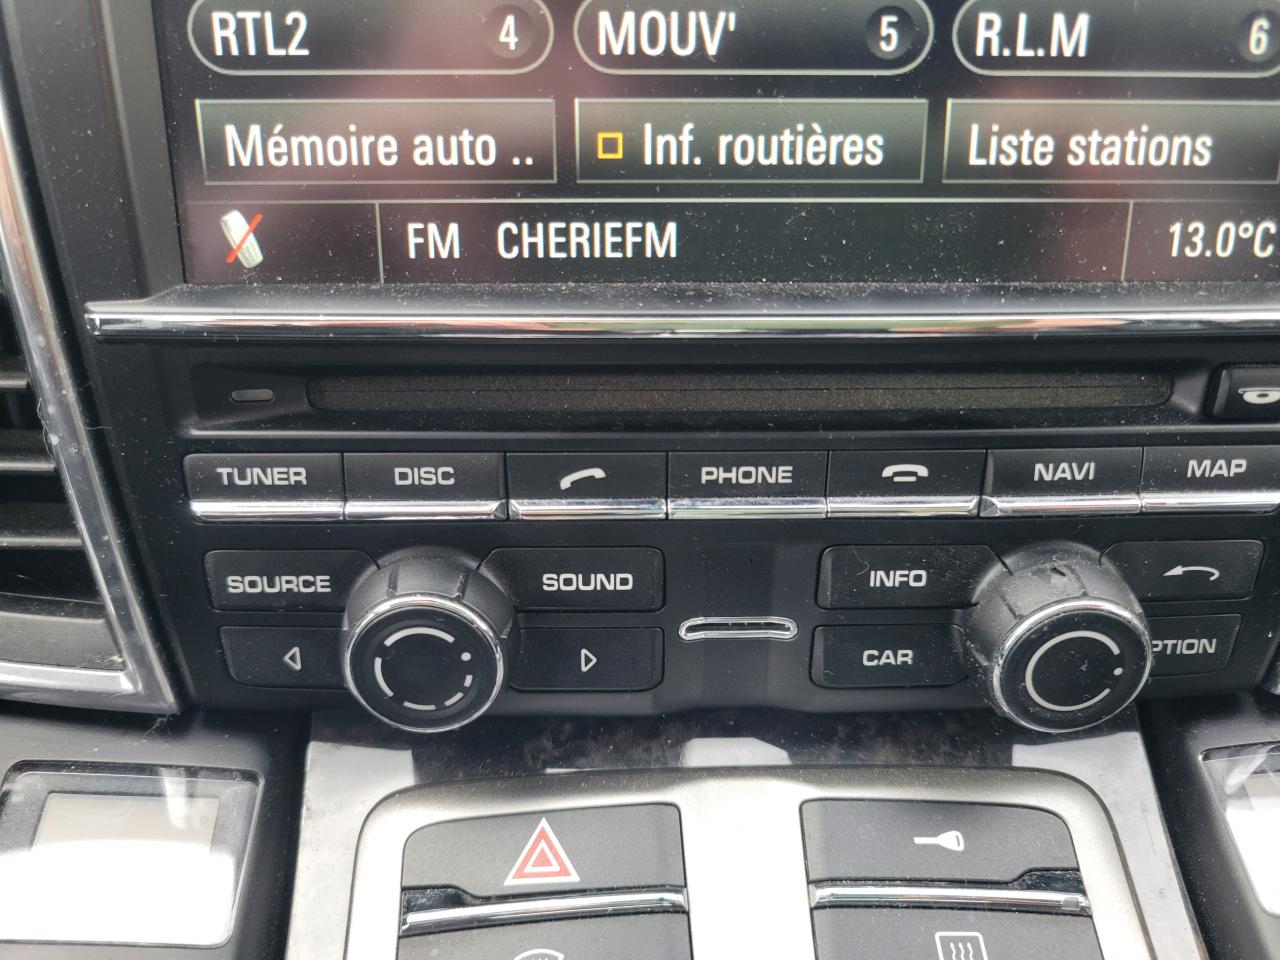 RTL2 4 MOUV' 5 R.L.M 6
Mémoire auto .. Inf. routières Liste stations
FM CHERIEFM 13.0°C
TUNER DISC PHONE NAVI MAP
SOURCE SOUND INFO
CAR PTION